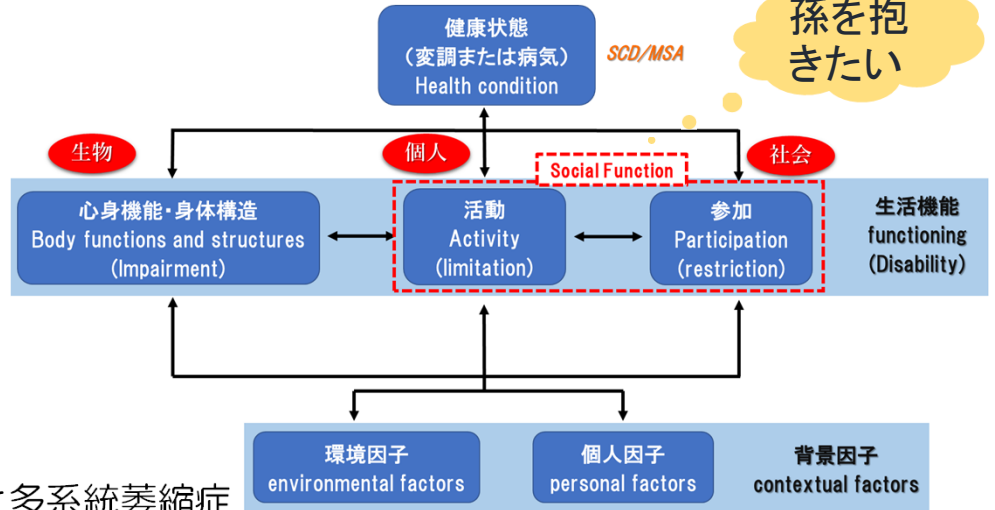 孫を抱
きたい
健康状態
（変調または病気）
Health condition
SCD/MSA
生物
個人
社会
Social Function
心身機能・身体構造
Body functions and structures
(Impairment)
活動
Activity
(limitation)
参加
Participation
(restriction)
生活機能
functioning
(Disability)
環境因子
environmental factors
個人因子
personal factors
背景因子
contextual factors
多系統萎縮症